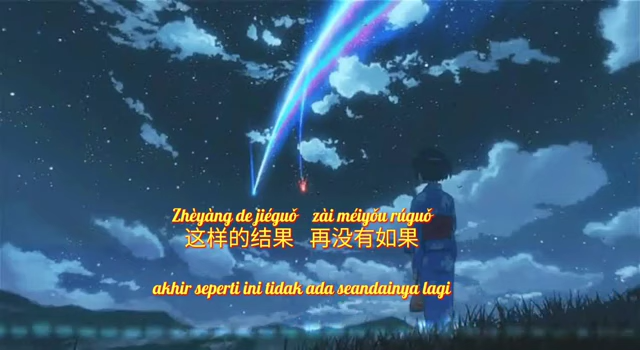 Zhèyàng de jiéguǒ zài méiyǒu rúguǒ
这样的结果 再没有如果
akhir seperti ini tidak ada seandainya lagi